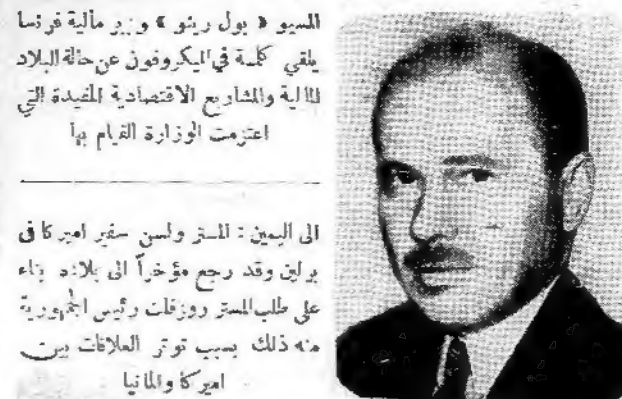 المسيو « بول رينو » وزير مالية فرنسا
يلقي كلمة في الميكروفون عن حالة البلاد
المالية والمشاريع الاقتصادية المفيدة التي
اعتزمت الوزارة القيام بها
الى اليمين : المستر ولسن سفير اميركا في
برلين وقد رجع مؤخراً الى بلاده بناء
على طلب المستر روزفلت رئيس الجمهورية
منه ذلك بسبب توتر العلاقات بين
اميركا والمانيا